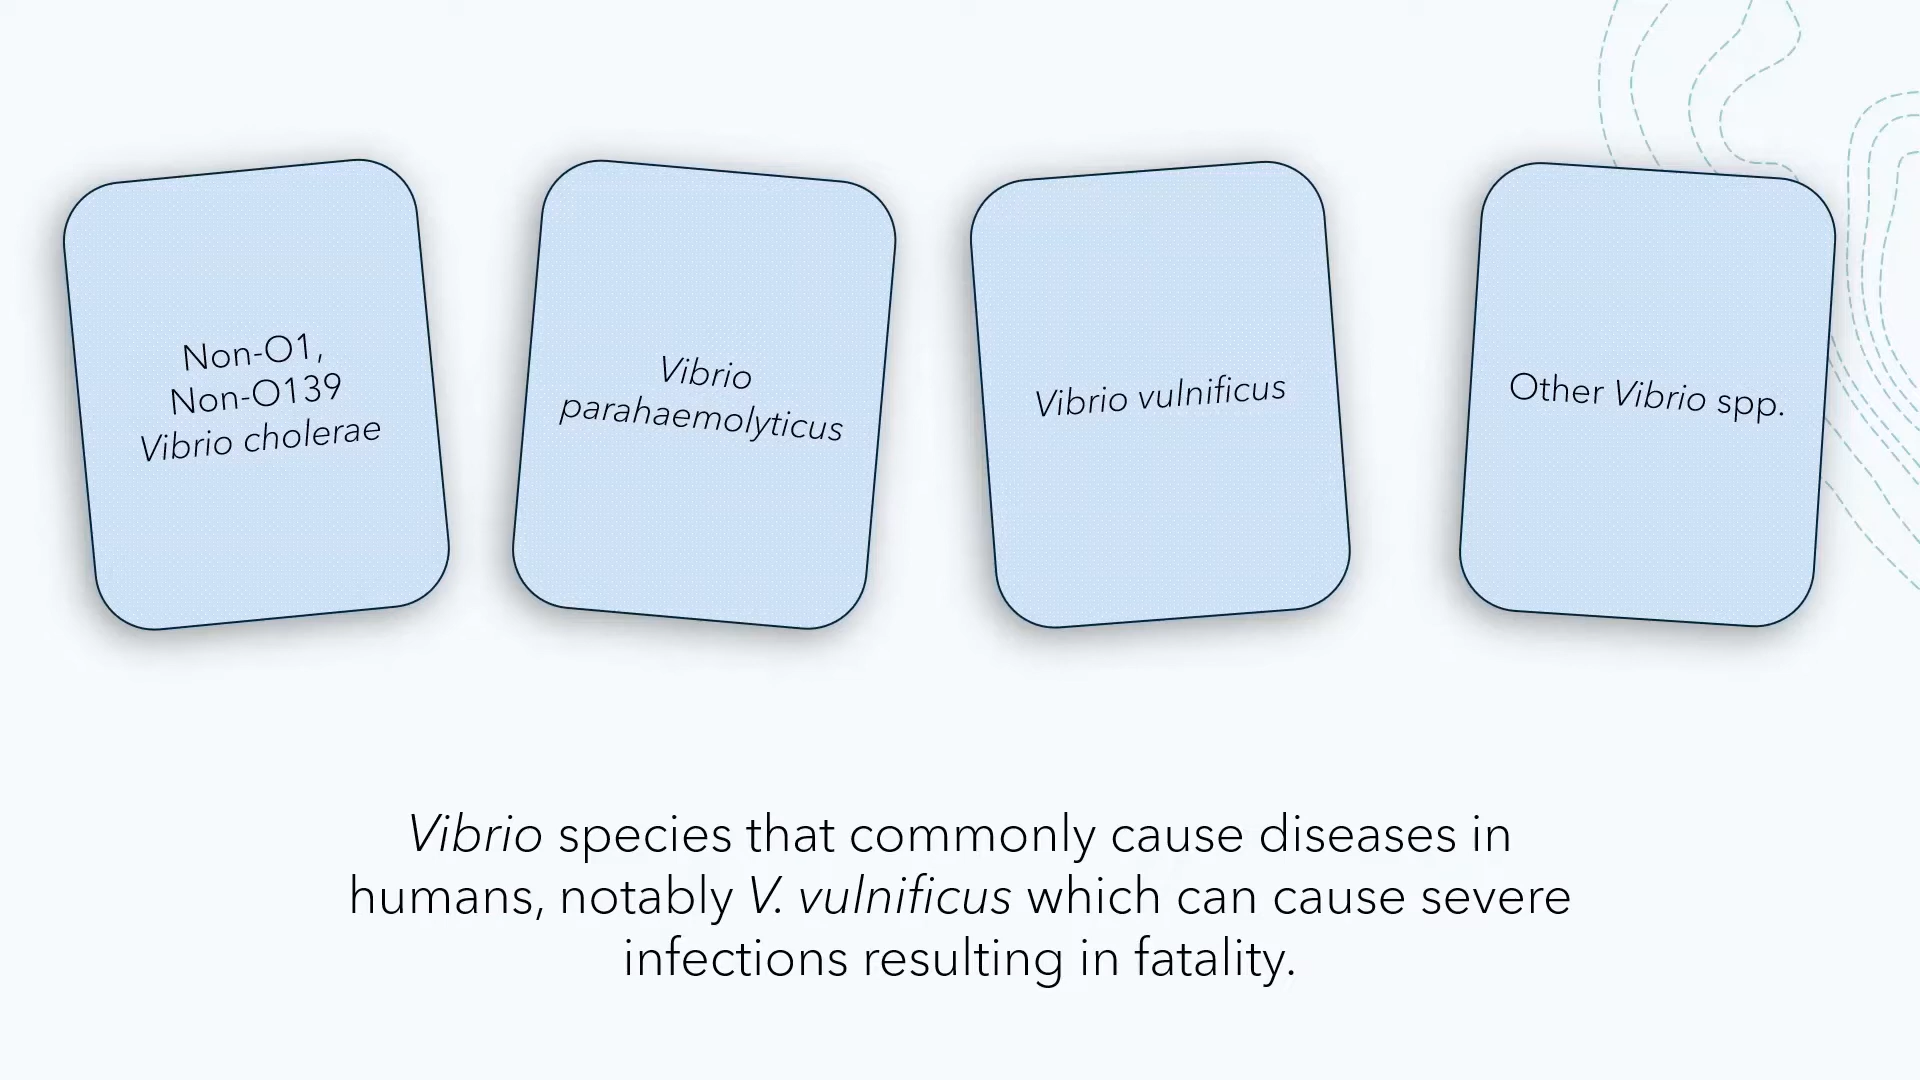 Non-O1,
Non-O139
Vibrio cholerae
Vibrio
parahaemolyticus
Vibrio vulnificus
Other Vibrio spp.
Vibrio species that commonly cause diseases in
humans, notably V. vulnificus which can cause severe
infections resulting in fatality.